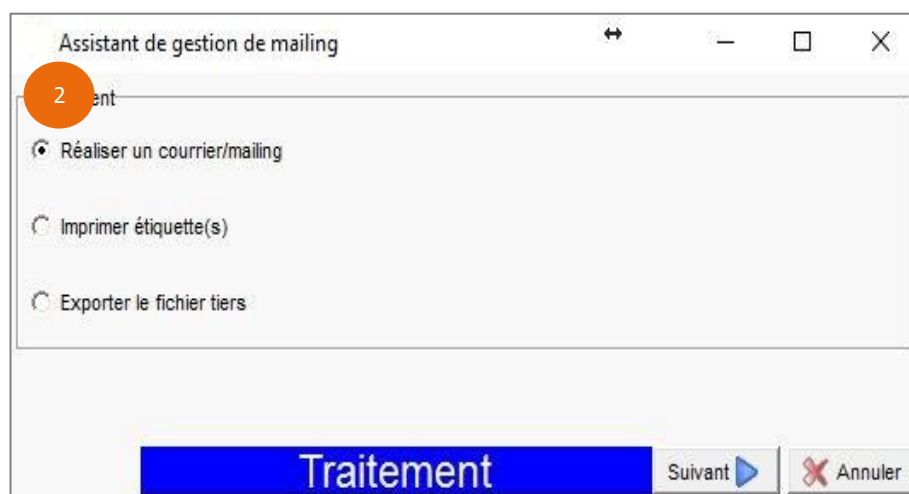 Assistant de gestion de mailing
2
ent
Réaliser un courrier/mailing
Imprimer étiquette(s)
Exporter le fichier tiers
Traitement
Suivant
Annuler